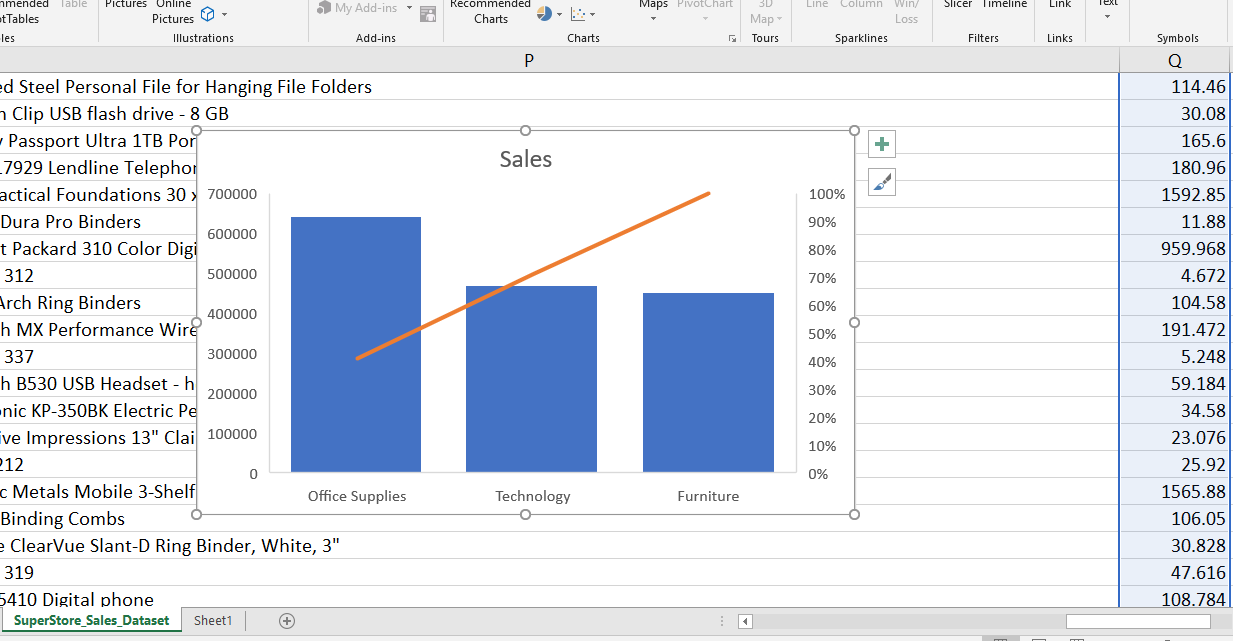 mmended Table Pictures Online Pictures My Add-ins Recommended Charts Maps PivotChart 3D Map Line Column Win/ Loss Slicer Timeline Link Text
les Illustrations Add-ins Charts Tours Sparklines Filters Links Symbols
otTables
P Q
ed Steel Personal File for Hanging File Folders 114.46
n Clip USB flash drive - 8 GB 30.08
y Passport Ultra 1TB Por 165.6
17929 Lendline Telephon 180.96
actical Foundations 30 x 1592.85
Dura Pro Binders 11.88
t Packard 310 Color Digi 959.968
312 4.672
Arch Ring Binders 104.58
h MX Performance Wire 191.472
337 5.248
h B530 USB Headset - h 59.184
onic KP-350BK Electric Pe 34.58
ive Impressions 13" Clai 23.076
212 25.92
c Metals Mobile 3-Shelf 1565.88
Binding Combs 106.05
e ClearVue Slant-D Ring Binder, White, 3" 30.828
319 47.616
5410 Digital phone 108.784
Sales
700000 100%
600000 90%
500000 80%
400000 70%
300000 60%
200000 50%
100000 40%
0 30%
20%
10%
0%
Office Supplies Technology Furniture
SuperStore_Sales_Dataset Sheet1